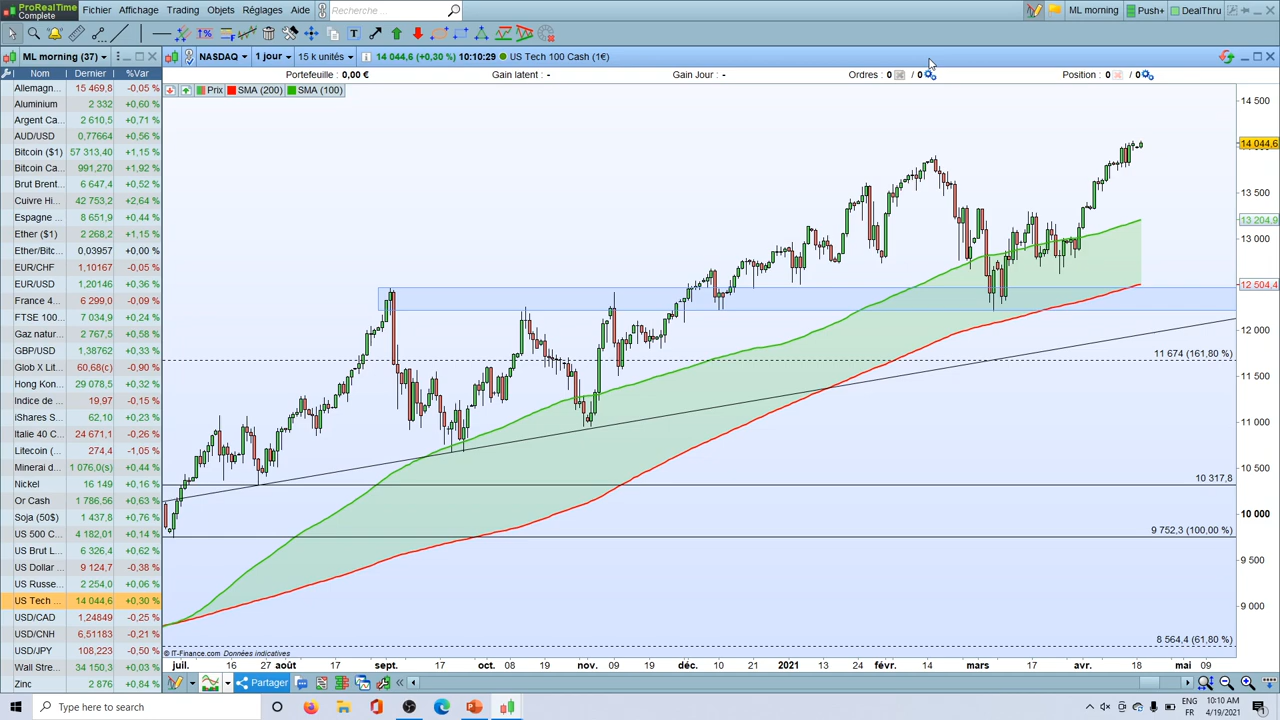 ProRealTime
Complete
Fichier Affichage Trading Objets Réglages Aide Recherche ... ML morning Push+ DealThru
ML morning (37)
NASDAQ 1 jour 15 k unités 14 044,6 (+0,30 %) 10:10:29 US Tech 100 Cash (1€)
Nom Dernier %Var
Portefeuille : 0,00 € Gain latent : - Gain Jour : - Ordres : 0 / 0 Position : 0 / 0
Prix SMA (200) SMA (100)
Allemagn... 15 469,8 -0,05 %
Aluminium 2 332 +0,60 %
Argent Ca... 2 610,5 +0,71 %
AUD/USD 0,77664 +0,56 %
Bitcoin ($1) 57 313,40 +1,15 %
Bitcoin Ca... 991,270 +1,92 %
Brut Brent... 6 647,4 +0,52 %
Cuivre Hi... 42 753,2 +2,64 %
Espagne ... 8 651,9 +0,44 %
Ether ($1) 2 268,2 +1,15 %
Ether/Bitc... 0,03957 +0,00 %
EUR/CHF 1,10167 -0,05 %
EUR/USD 1,20146 +0,36 %
France 4... 6 299,0 -0,09 %
FTSE 100... 7 034,9 +0,24 %
Gaz natur... 2 767,5 +0,58 %
GBP/USD 1,38762 +0,33 %
Glob X Lit... 60,68(c) -0,90 %
Hong Kon... 29 078,5 +0,32 %
Indice de ... 19,97 -0,15 %
iShares S... 62,10 +0,23 %
Italie 40 C... 24 671,1 -0,26 %
Litecoin (... 274,4 -1,05 %
Minerai d... 1 076,0(s) +0,44 %
Nickel 16 149 +0,16 %
Or Cash 1 786,56 +0,63 %
Soja (50$) 1 437,8 +0,76 %
US 500 C... 4 182,01 +0,14 %
US Brut L... 6 326,4 +0,62 %
US Dollar ... 9 124,7 -0,38 %
US Russe... 2 254,0 +0,06 %
US Tech ... 14 044,6 +0,30 %
USD/CAD 1,24849 -0,25 %
USD/CNH 6,51183 -0,21 %
USD/JPY 108,223 -0,50 %
Wall Stre... 34 150,3 +0,03 %
Zinc 2 876 +0,84 %
14 500
14 044,6
13 500
13 204,9
13 000
12 504,4
12 000
11 674 (161,80 %)
11 500
11 000
10 500
10 317,8
10 000
9 752,3 (100,00 %)
9 500
9 000
8 564,4 (61,80 %)
© IT-Finance.com Données indicatives
juil. 16 27 août 17 sept. 17 oct. 08 19 nov. 09 19 déc. 10 21 2021 13 23 févr. 14 mars 17 avr. 18 mai 09
Partager
Type here to search
ENG
FR
10:10 AM
4/19/2021
1